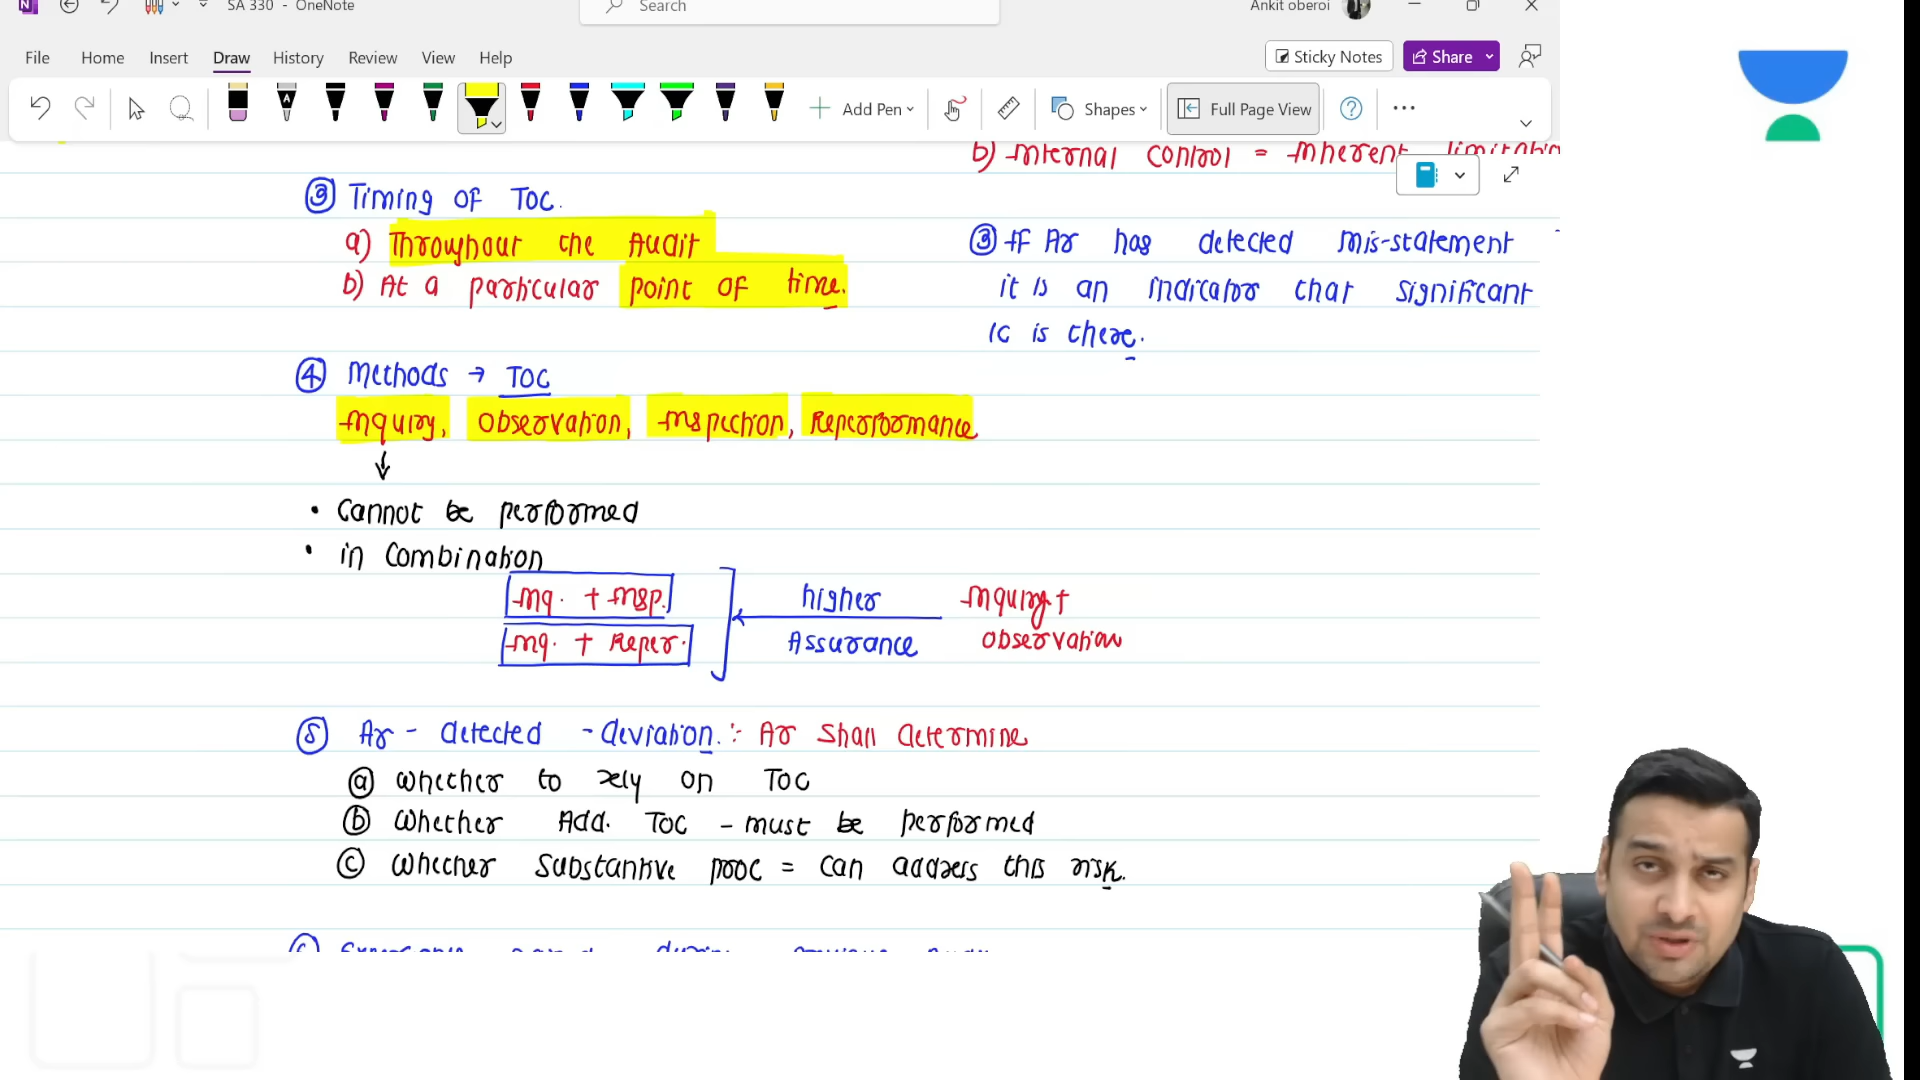 SA 330 - OneNote
Search
Ankit oberoi
File Home Insert Draw History Review View Help
Sticky Notes
Share
Add Pen
Shapes
Full Page View
b) Internal control = Inherent limitation
③ Timing OF TOC.
a) Throughout the Audit
b) At a particular point OF time.
③ If Ar has detected mis-statement
it is an indicator that significant
IC is there.
④ Methods → TOC
Inquiry, Observation, Inspection, Reperformance
• Cannot be performed
• in Combination
Inq. + Insp.
Inq. + Reper.
higher
Assurance
Inquiry +
Observation
⑤ Ar - detected - deviation :- Ar Shall determine
ⓐ Whether to rely on TOC
ⓑ Whether Add. TOC - must be performed
ⓒ Whether Substantive proc = can address this risk.